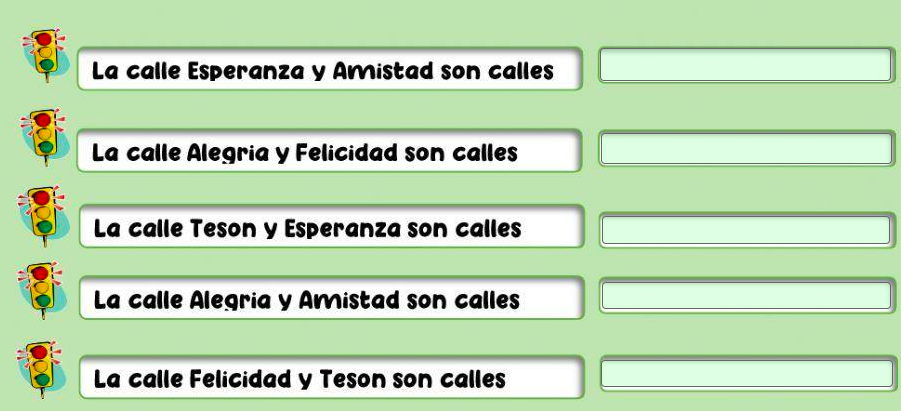 La calle Esperanza y Amistad son calles
La calle Alegria y Felicidad son calles
La calle Teson y Esperanza son calles
La calle Alegria y Amistad son calles
La calle Felicidad y Teson son calles